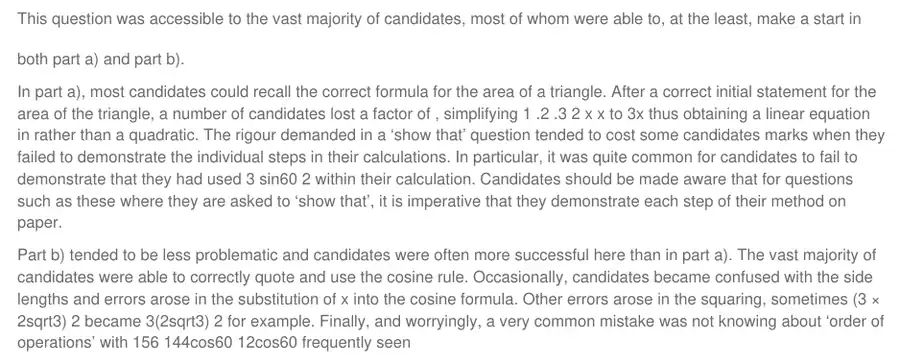 This question was accessible to the vast majority of candidates, most of whom were able to, at the least, make a start in
both part a) and part b).
In part a), most candidates could recall the correct formula for the area of a triangle. After a correct initial statement for the
area of the triangle, a number of candidates lost a factor of , simplifying 1 .2 .3 2 x x to 3x thus obtaining a linear equation
in rather than a quadratic. The rigour demanded in a ‘show that’ question tended to cost some candidates marks when they
failed to demonstrate the individual steps in their calculations. In particular, it was quite common for candidates to fail to
demonstrate that they had used 3 sin60 2 within their calculation. Candidates should be made aware that for questions
such as these where they are asked to ‘show that’, it is imperative that they demonstrate each step of their method on
paper.
Part b) tended to be less problematic and candidates were often more successful here than in part a). The vast majority of
candidates were able to correctly quote and use the cosine rule. Occasionally, candidates became confused with the side
lengths and errors arose in the substitution of x into the cosine formula. Other errors arose in the squaring, sometimes (3 ×
2sqrt3) 2 became 3(2sqrt3) 2 for example. Finally, and worryingly, a very common mistake was not knowing about ‘order of
operations’ with 156 144cos60 12cos60 frequently seen